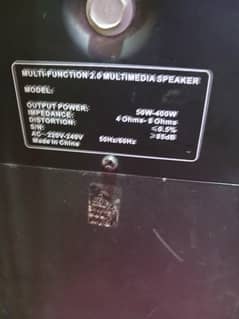 MULTI-FUNCTION 2.0 MULTIMEDIA SPEAKER
MODEL:
OUTPUT POWER: 50W-400W
IMPEDANCE: 4 Ohms- 8 Ohms
DISTORTION: ≤0.5%
S/N: >85dB
AC~220V-240V 50Hz/60Hz
Made in China